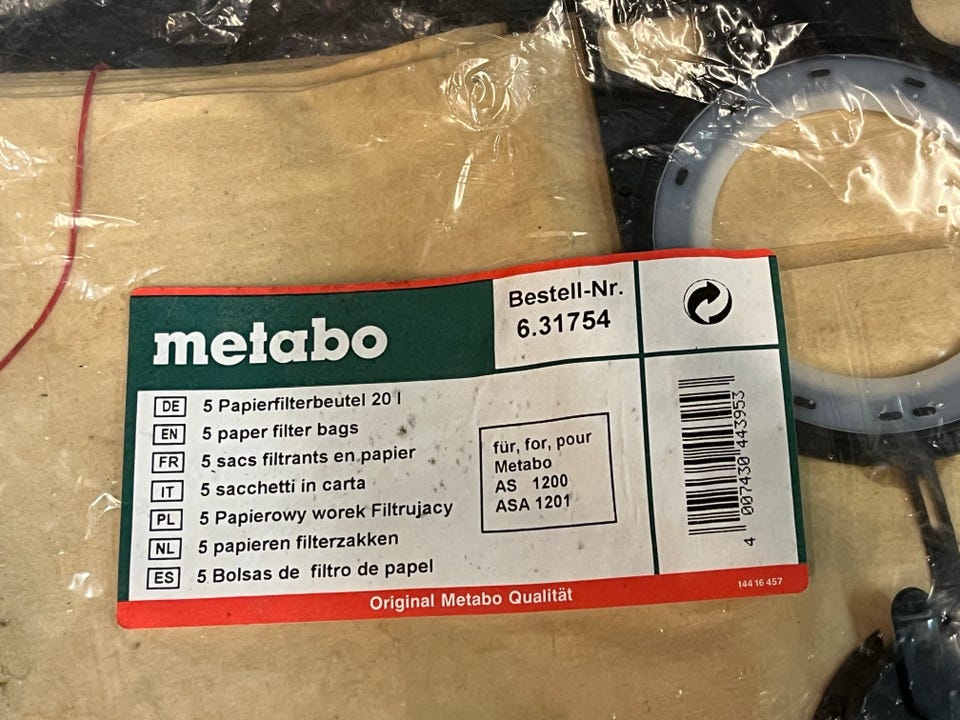 metabo
Bestell-Nr.
6.31754
DE 5 Papierfilterbeutel 20 l
EN 5 paper filter bags
FR 5 sacs filtrants en papier
IT 5 sacchetti in carta
PL 5 Papierowy worek Filtrujacy
NL 5 papieren filterzakken
ES 5 Bolsas de filtro de papel
für, for, pour
Metabo
AS 1200
ASA 1201
4 007430 443953
Original Metabo Qualität
144 16 457